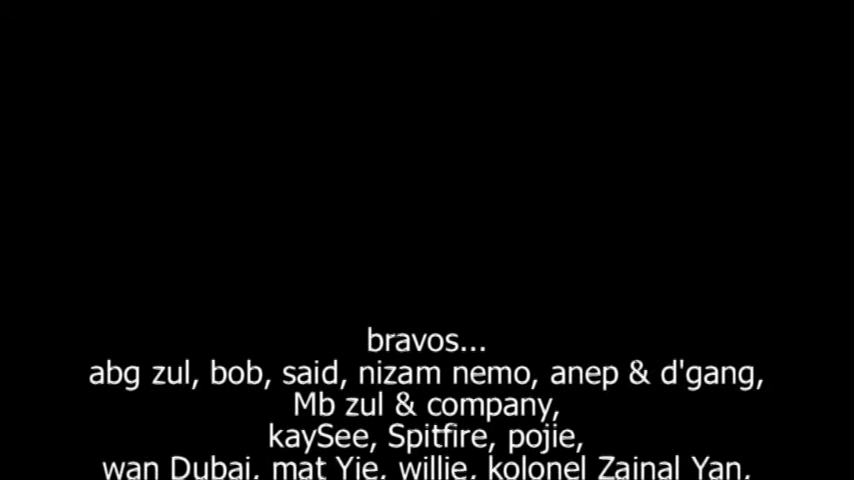 bravos...
abg zul, bob, said, nizam nemo, anep & d'gang,
Mb zul & company,
kaySee, Spitfire, pojie,
wan Dubai, mat Yie, willie, kolonel Zainal Yan,